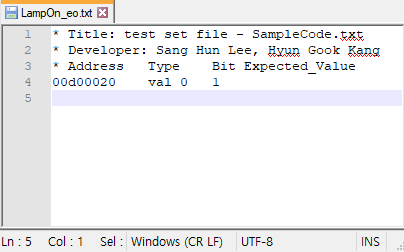 LampOn_eo.txt
1 * Title: test set file - SampleCode.txt
2 * Developer: Sang Hun Lee, Hyun Gook Kang
3 * Address Type Bit Expected_Value
4 00d00020 val 0 1
5
Ln : 5 Col : 1 Sel : Windows (CR LF) UTF-8 INS